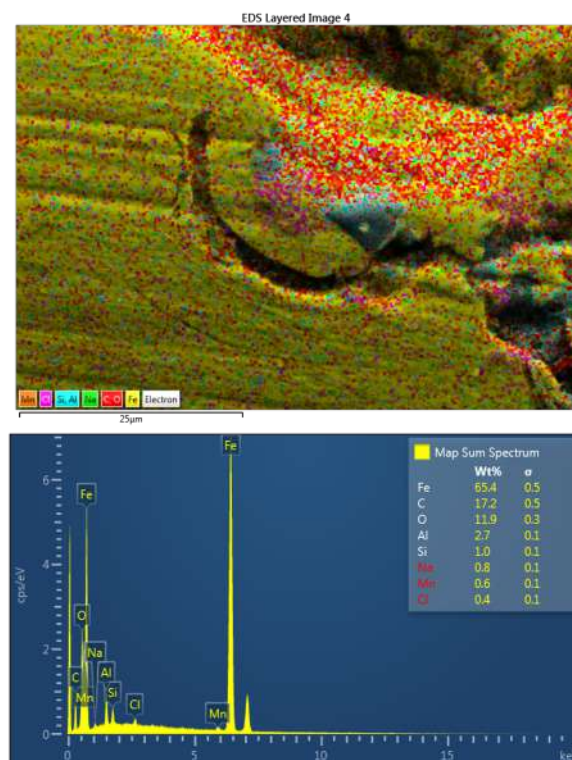 EDS Layered Image 4
Mn Cl Si, Al Na C, O Fe Electron
25µm
Map Sum Spectrum
Wt% σ
Fe 65.4 0.5
C 17.2 0.5
O 11.9 0.3
Al 2.7 0.1
Si 1.0 0.1
Na 0.8 0.1
Mn 0.6 0.1
Cl 0.4 0.1
cps/eV
6
4
2
0
Fe
Fe
O
Na
C
Mn
Al
Si
Cl
Mn
0 5 10 15